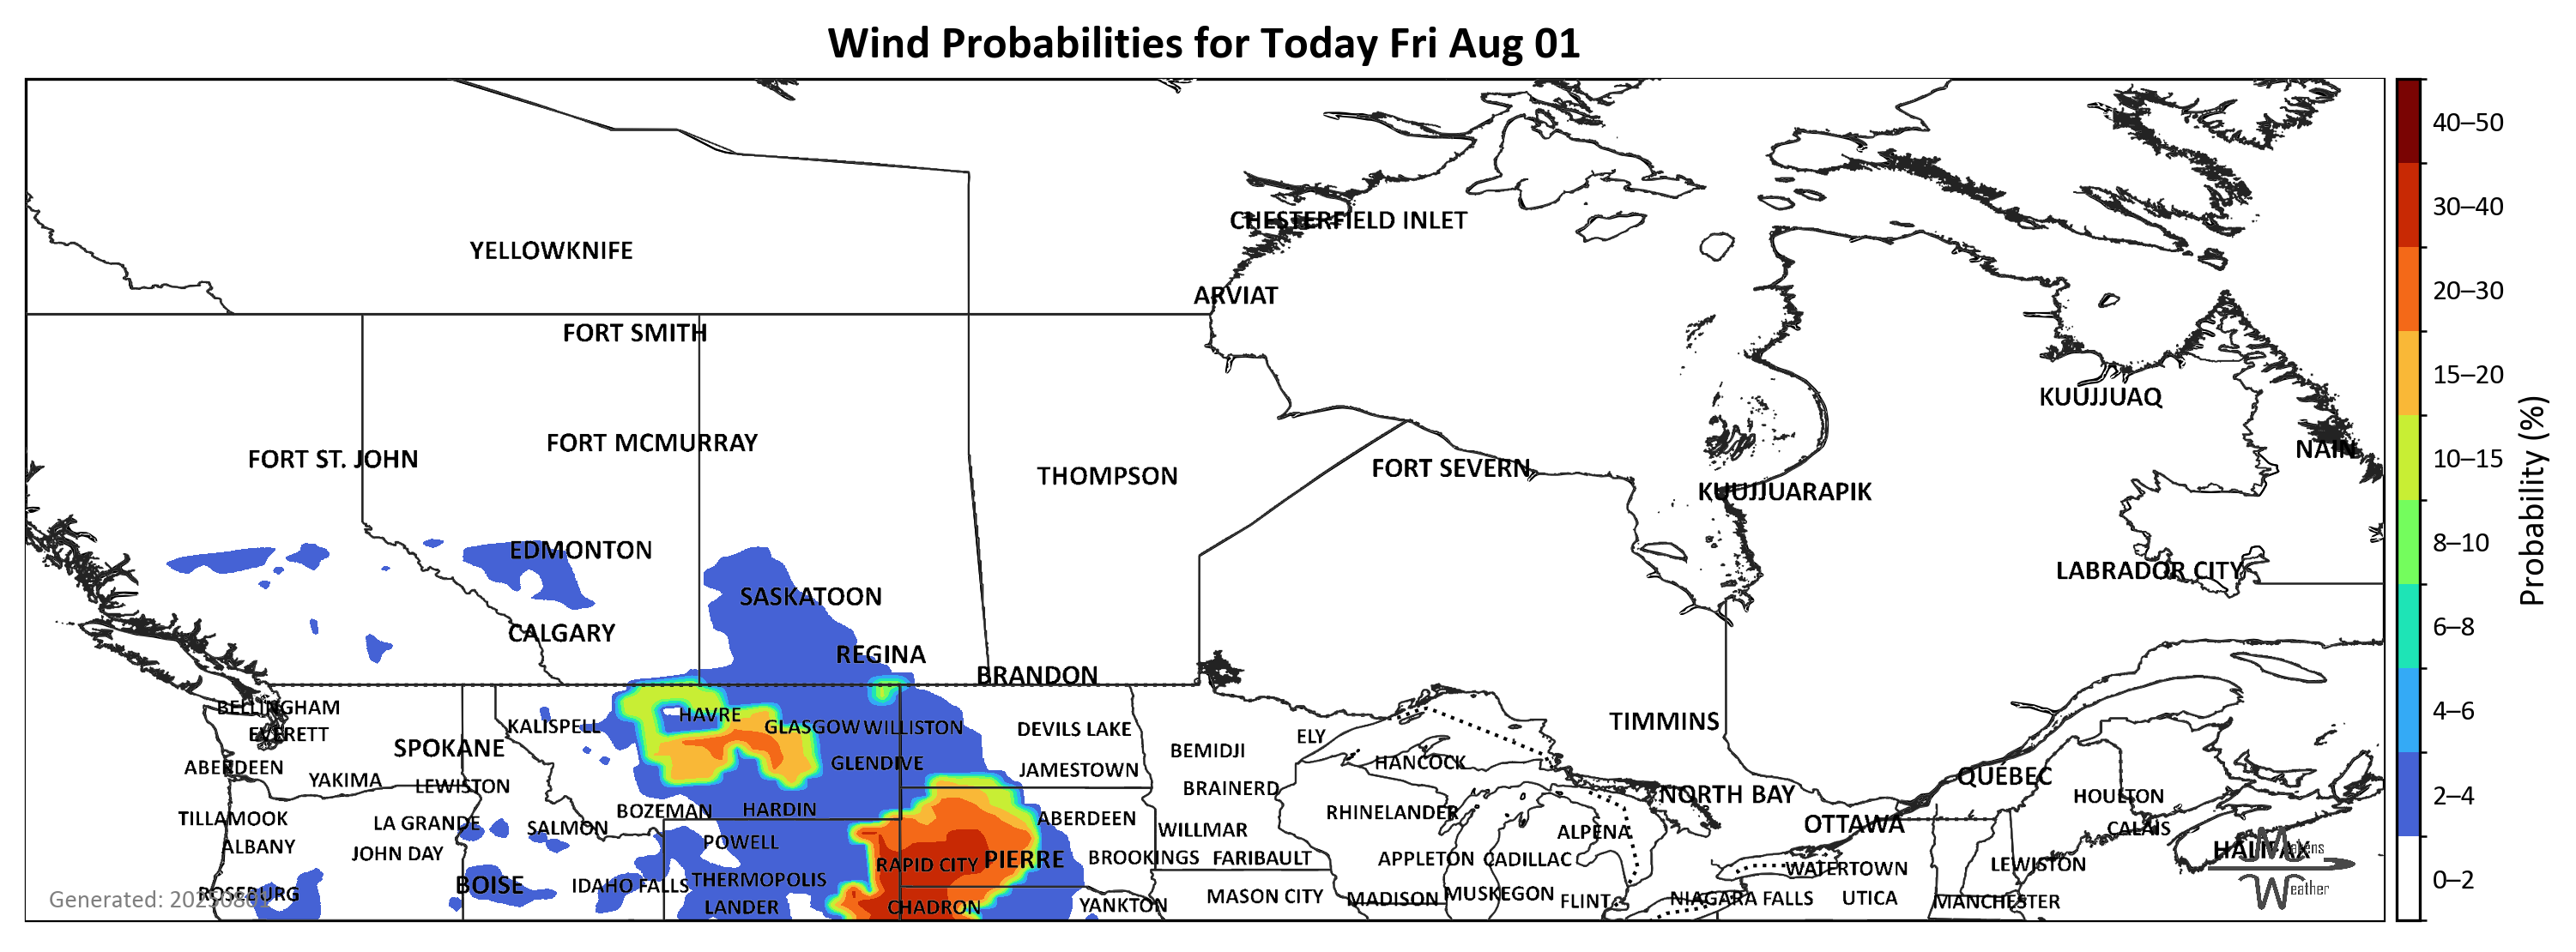 Wind Probabilities for Today Fri Aug 01
CHESTERFIELD INLET
YELLOWKNIFE
ARVIAT
FORT SMITH
KUUJJUAQ
FORT MCMURRAY
NAIN
FORT ST. JOHN
FORT SEVERN
THOMPSON
KUUJJUARAPIK
EDMONTON
LABRADOR CITY
SASKATOON
CALGARY
REGINA
BRANDON
BELLINGHAM
HAVRE
TIMMINS
KALISPELL
GLASGOW
WILLISTON
DEVILS LAKE
EVERETT
ELY
SPOKANE
BEMIDJI
GLENDIVE
HANCOCK
ABERDEEN
JAMESTOWN
QUÉBEC
YAKIMA
LEWISTON
BRAINERD
NORTH BAY
HOULTON
BOZEMAN
HARDIN
RHINELANDER
TILLAMOOK
ABERDEEN
LA GRANDE
SALMON
WILLMAR
ALPENA
OTTAWA
CALAIS
POWELL
ALBANY
JOHN DAY
HALIFAX
RAPID CITY
PIERRE
BROOKINGS
FARIBAULT
APPLETON
CADILLAC
LEWISTON
WATERTOWN
BOISE
IDAHO FALLS
THERMOPOLIS
ROSEBURG
MASON CITY
MADISON
MUSKEGON
FLINT
NIAGARA FALLS
UTICA
MANCHESTER
LANDER
CHADRON
YANKTON
Weather
40–50
30–40
20–30
15–20
10–15
8–10
6–8
4–6
2–4
0–2
Probability (%)